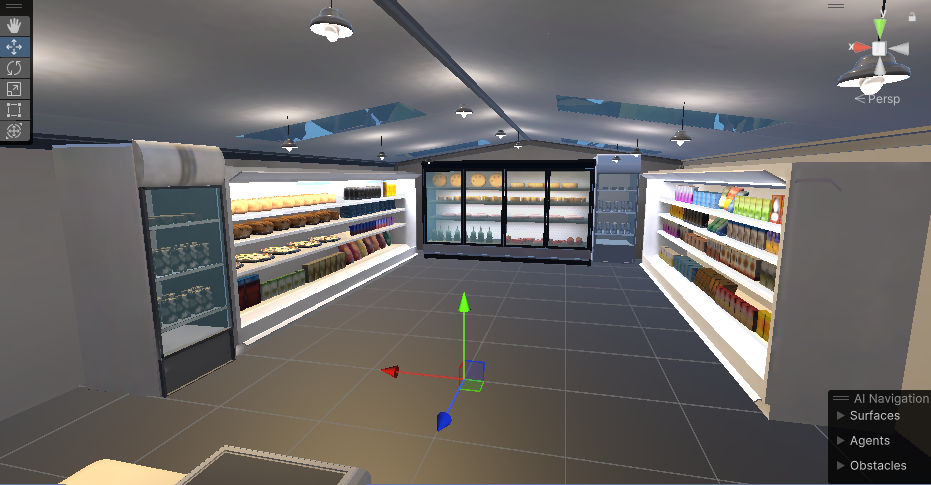 x
Persp
AI Navigation
Surfaces
Agents
Obstacles